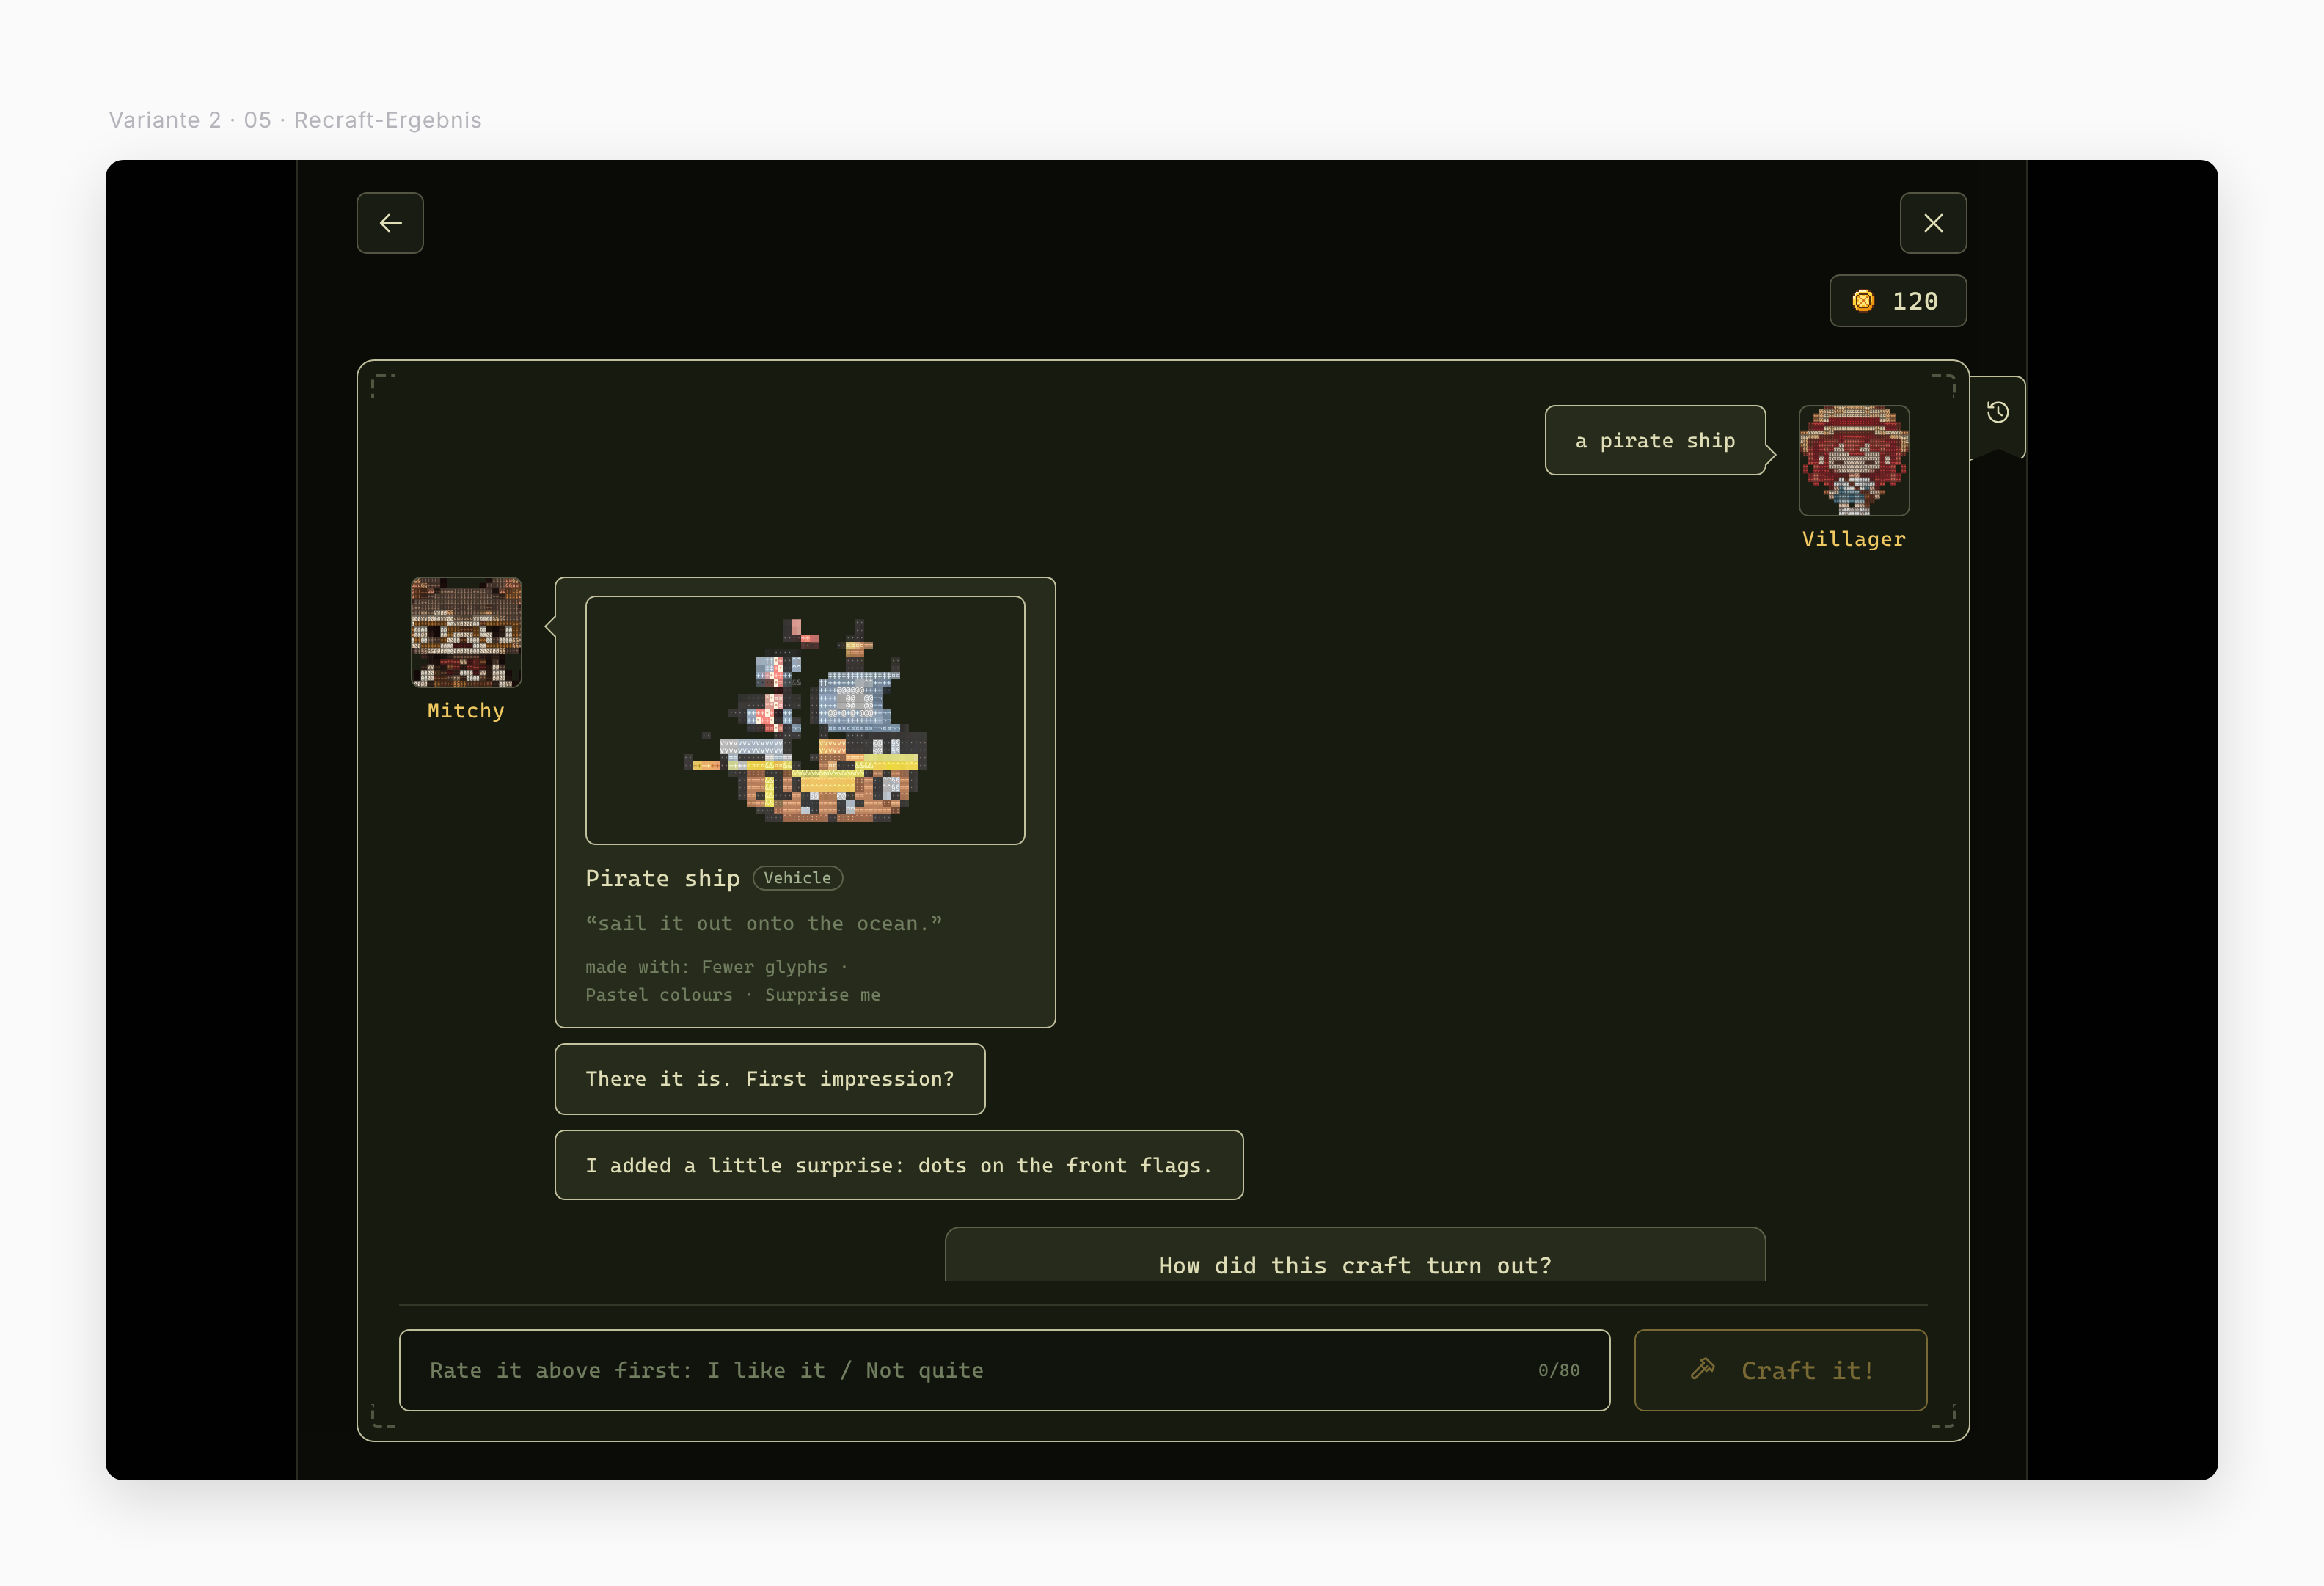 Variante 2 · 05 · Recraft-Ergebnis
120
a pirate ship
Villager
Mitchy
Pirate ship Vehicle
“sail it out onto the ocean.”
made with: Fewer glyphs ·
Pastel colours · Surprise me
There it is. First impression?
I added a little surprise: dots on the front flags.
How did this craft turn out?
Rate it above first: I like it / Not quite 0/80
Craft it!